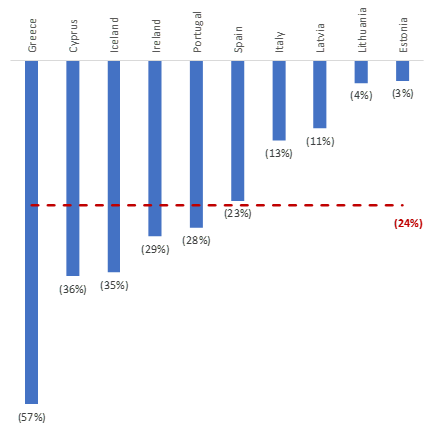 Greece
Cyprus
Iceland
Ireland
Portugal
Spain
Italy
Latvia
Lithuania
Estonia
(57%)
(36%)
(35%)
(29%)
(28%)
(23%)
(13%)
(11%)
(4%)
(3%)
(24%)